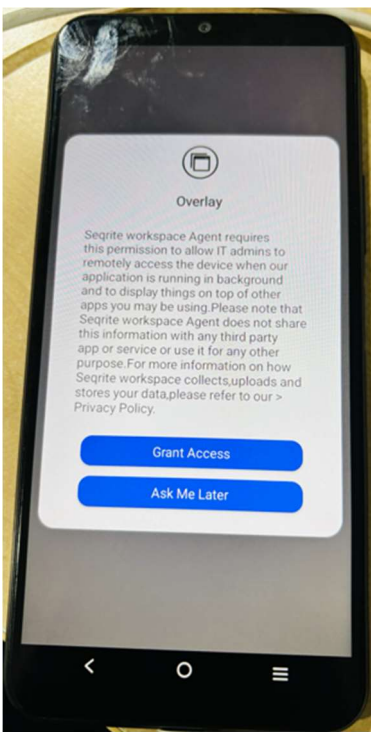 Overlay
Seqrite workspace Agent requires
this permission to allow IT admins to
remotely access the device when our
application is running in background
and to display things on top of other
apps you may be using.Please note that
Seqrite workspace Agent does not share
this information with any third party
app or service or use it for any other
purpose.For more information on how
Seqrite workspace collects,uploads and
stores your data,please refer to our >
Privacy Policy.
Grant Access
Ask Me Later